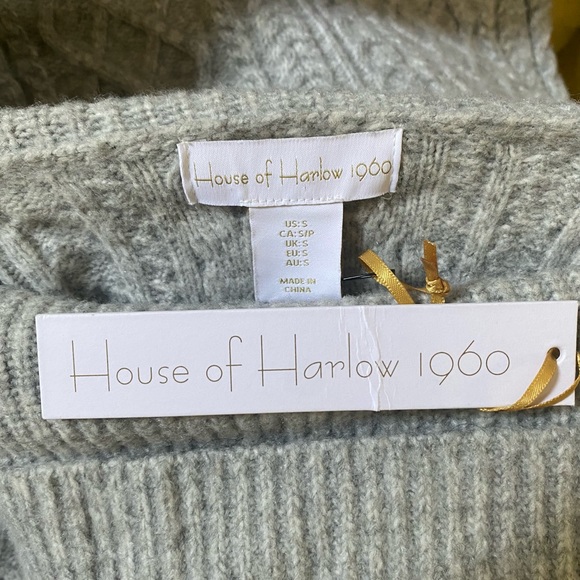 House of Harlow 1960
US: S
CA: S/P
UK: S
EU: S
AU: S
MADE IN
CHINA
House of Harlow 1960